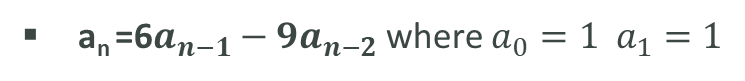 ▪ aₙ=6aₙ₋₁ − 9aₙ₋₂ where a₀ = 1 a₁ = 1